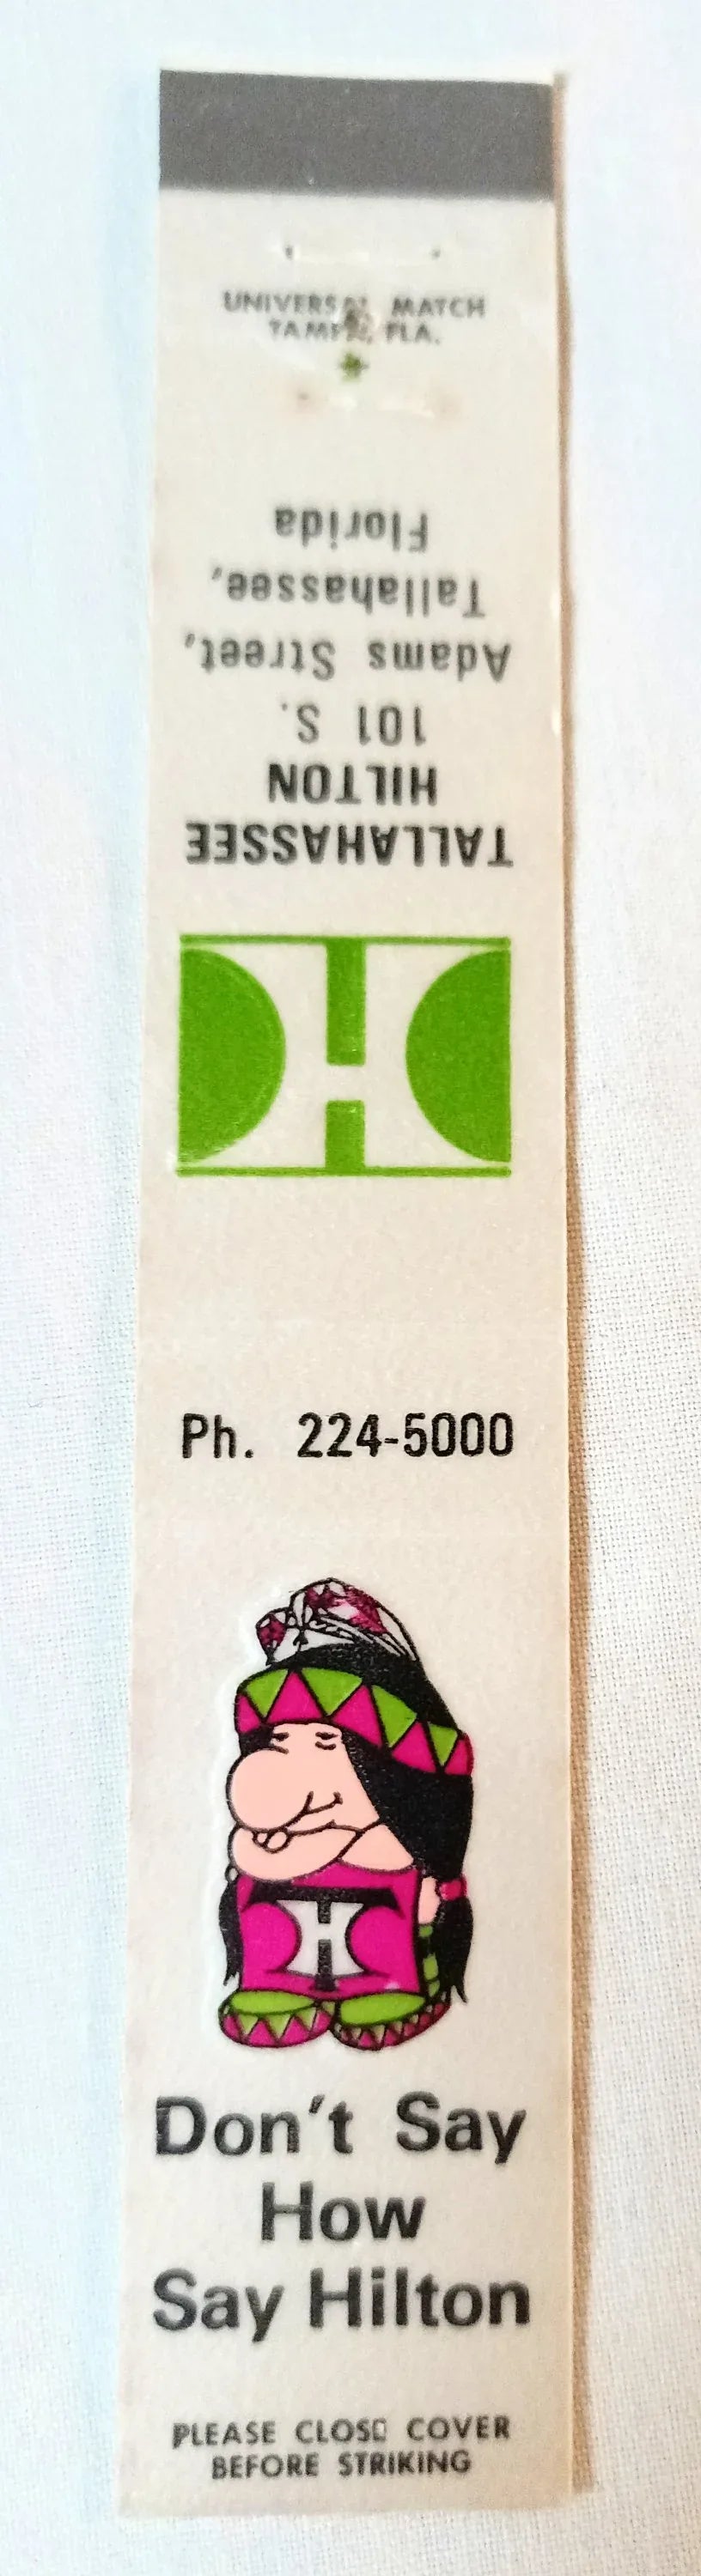 UNIVERSAL MATCH
TAMPA, FLA.
TALLAHASSEE
HILTON
101 S.
Adams Street,
Tallahassee,
Florida
H
Ph. 224-5000
H
Don't Say
How
Say Hilton
PLEASE CLOSE COVER
BEFORE STRIKING